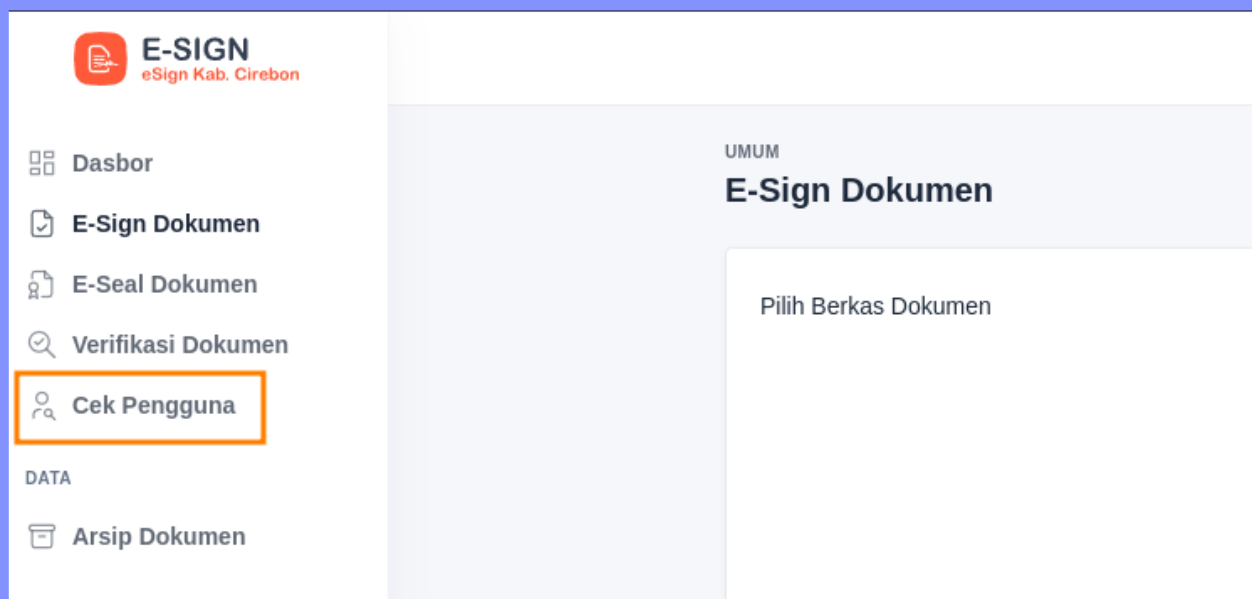 E-SIGN
eSign Kab. Cirebon
Dasbor
E-Sign Dokumen
E-Seal Dokumen
Verifikasi Dokumen
Cek Pengguna
DATA
Arsip Dokumen
UMUM
E-Sign Dokumen
Pilih Berkas Dokumen